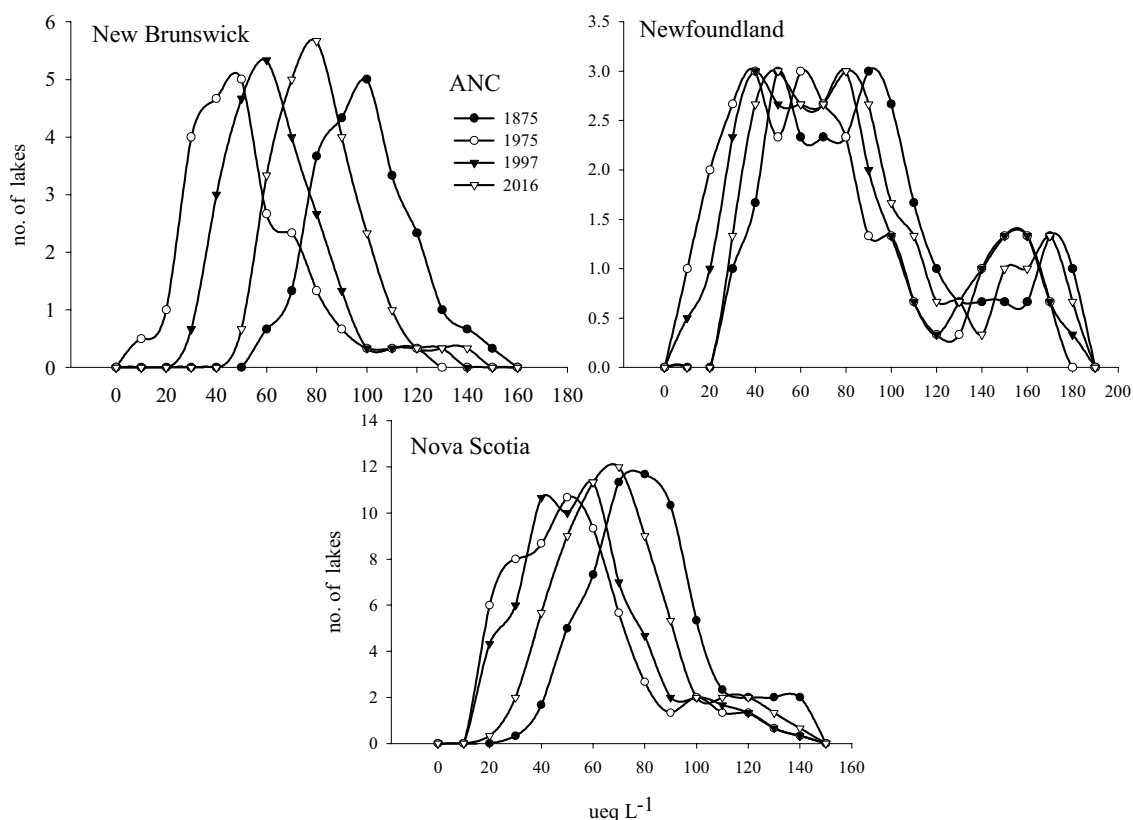 New Brunswick
6
5
4
3
2
1
0
no. of lakes
ANC
1875
1975
1997
2016
0 20 40 60 80 100 120 140 160 180
Newfoundland
3.5
3.0
2.5
2.0
1.5
1.0
0.5
0.0
0 20 40 60 80 100 120 140 160 180 200
Nova Scotia
14
12
10
8
6
4
2
0
no. of lakes
0 20 40 60 80 100 120 140 160
ueq L-1